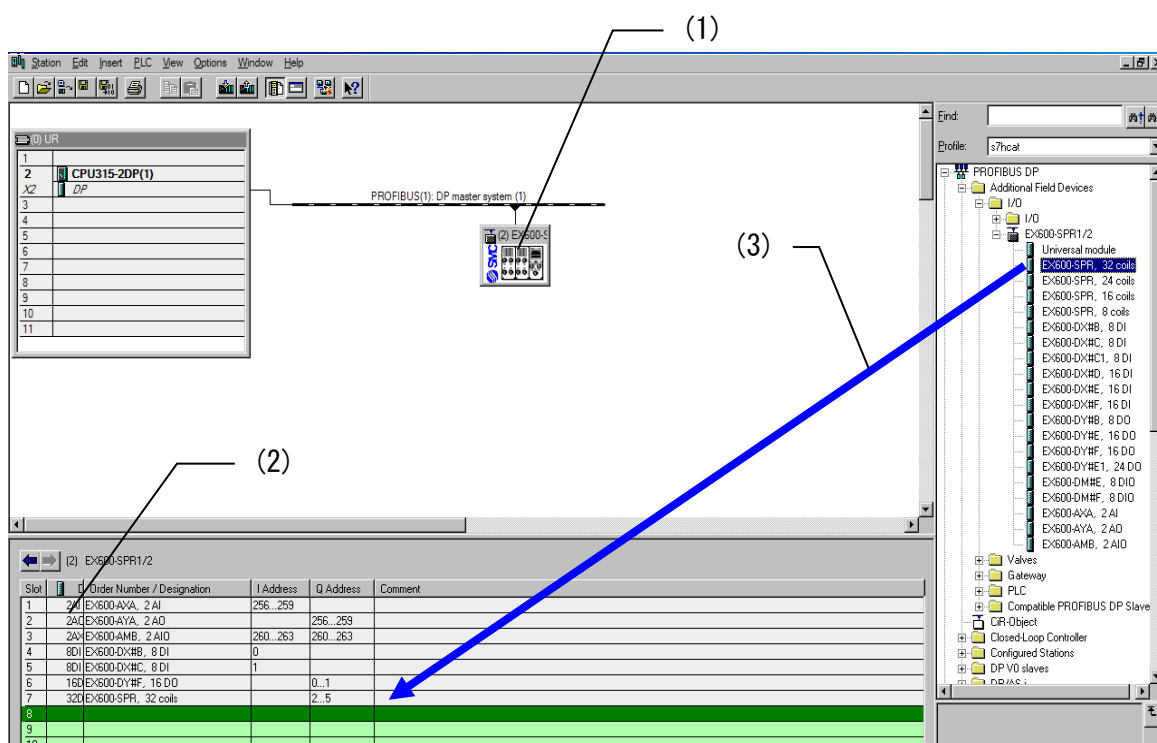 (1)
Station Edit Insert PLC View Options Window Help
Find:
Profile: s7hcat
(0) UR
1
2 CPU315-2DP(1)
X2 DP
3
4
5
6
7
8
9
10
11
PROFIBUS(1): DP master system (1)
(2) EX600-S
SMC
(3)
PROFIBUS DP
Additional Field Devices
I/O
I/O
EX600-SPR1/2
Universal module
EX600-SPR, 32 coils
EX600-SPR, 24 coils
EX600-SPR, 16 coils
EX600-SPR, 8 coils
EX600-DX#B, 8 DI
EX600-DX#C, 8 DI
EX600-DX#C1, 8 DI
EX600-DX#D, 16 DI
EX600-DX#E, 16 DI
EX600-DX#F, 16 DI
EX600-DY#B, 8 DO
EX600-DY#E, 16 DO
EX600-DY#F, 16 DO
EX600-DY#E1, 24 DO
EX600-DM#E, 8 DIO
EX600-DM#F, 8 DIO
EX600-AXA, 2 AI
EX600-AYA, 2 AO
EX600-AMB, 2 AIO
Valves
Gateway
PLC
Compatible PROFIBUS DP Slave
CiR-Object
Closed-Loop Controller
Configured Stations
DP V0 slaves
DP/AS-i
(2)
(2) EX600-SPR1/2
Slot D Order Number / Designation I Address Q Address Comment
1 2AI EX600-AXA, 2 AI 256...259
2 2AO EX600-AYA, 2 AO 256...259
3 2AX EX600-AMB, 2 AIO 260...263 260...263
4 8DI EX600-DX#B, 8 DI 0
5 8DI EX600-DX#C, 8 DI 1
6 16D EX600-DY#F, 16 DO 0...1
7 32D EX600-SPR, 32 coils 2...5
8
9
10